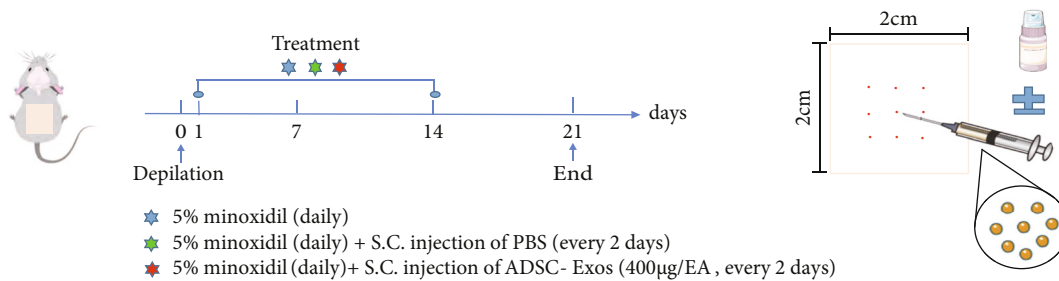 Treatment
0 1 7 14 21 days
Depilation End
5% minoxidil (daily)
5% minoxidil (daily) + S.C. injection of PBS (every 2 days)
5% minoxidil (daily)+ S.C. injection of ADSC- Exos (400µg/EA , every 2 days)
2cm
2cm